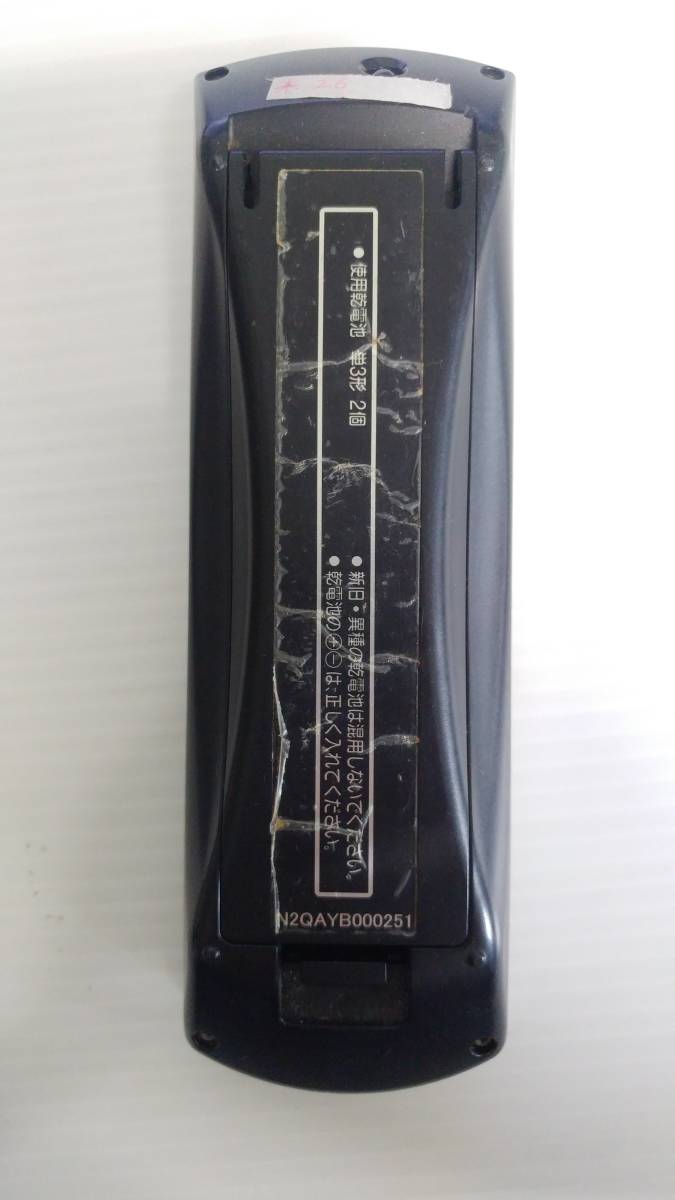 * 26
● 使用乾電池 単3形 2個
● 新旧・異種の乾電池は混用しないでください。
● 乾電池の⊕⊖は、正しく入れてください。
N2QAYB000251